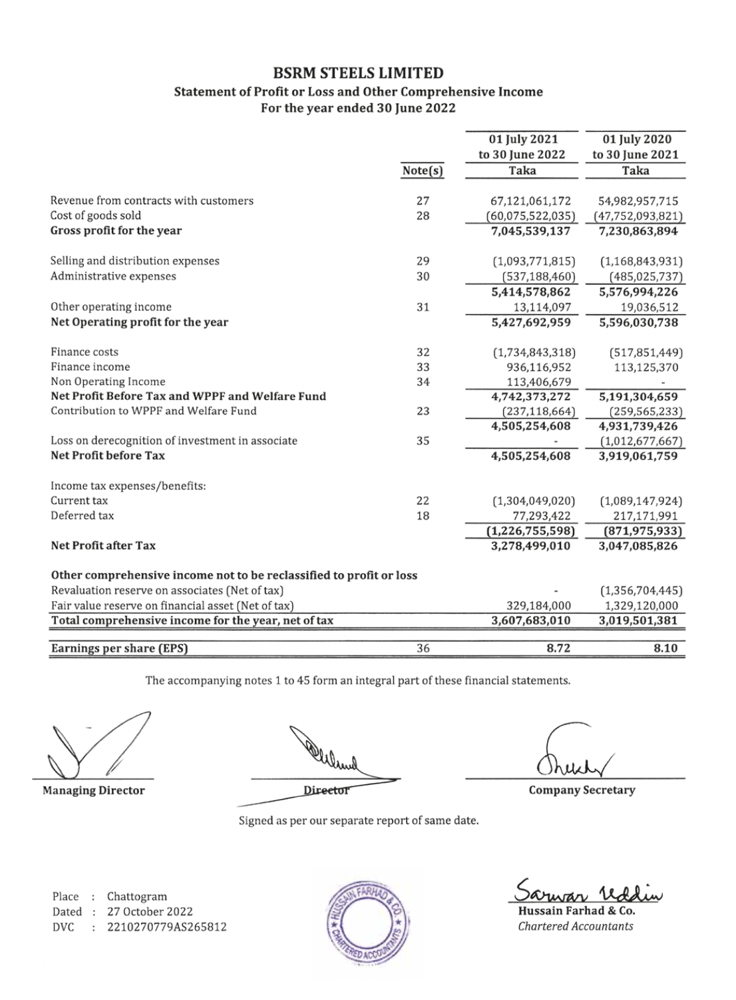 BSRM STEELS LIMITED
Statement of Profit or Loss and Other Comprehensive Income
For the year ended 30 June 2022
01 July 2021 01 July 2020
to 30 June 2022 to 30 June 2021
Note(s) Taka Taka
Revenue from contracts with customers 27 67,121,061,172 54,982,957,715
Cost of goods sold 28 (60,075,522,035) (47,752,093,821)
Gross profit for the year 7,045,539,137 7,230,863,894
Selling and distribution expenses 29 (1,093,771,815) (1,168,843,931)
Administrative expenses 30 (537,188,460) (485,025,737)
5,414,578,862 5,576,994,226
Other operating income 31 13,114,097 19,036,512
Net Operating profit for the year 5,427,692,959 5,596,030,738
Finance costs 32 (1,734,843,318) (517,851,449)
Finance income 33 936,116,952 113,125,370
Non Operating Income 34 113,406,679 -
Net Profit Before Tax and WPPF and Welfare Fund 4,742,373,272 5,191,304,659
Contribution to WPPF and Welfare Fund 23 (237,118,664) (259,565,233)
4,505,254,608 4,931,739,426
Loss on derecognition of investment in associate 35 - (1,012,677,667)
Net Profit before Tax 4,505,254,608 3,919,061,759
Income tax expenses/benefits:
Current tax 22 (1,304,049,020) (1,089,147,924)
Deferred tax 18 77,293,422 217,171,991
(1,226,755,598) (871,975,933)
Net Profit after Tax 3,278,499,010 3,047,085,826
Other comprehensive income not to be reclassified to profit or loss
Revaluation reserve on associates (Net of tax) - (1,356,704,445)
Fair value reserve on financial asset (Net of tax) 329,184,000 1,329,120,000
Total comprehensive income for the year, net of tax 3,607,683,010 3,019,501,381
Earnings per share (EPS) 36 8.72 8.10
The accompanying notes 1 to 45 form an integral part of these financial statements.
Managing Director Director Company Secretary
Signed as per our separate report of same date.
Sarwar Uddin
Place : Chattogram
Dated : 27 October 2022
DVC : 2210270779AS265812
HUSSAIN FARHAD & CO.
CHARTERED ACCOUNTANTS
Hussain Farhad & Co.
Chartered Accountants